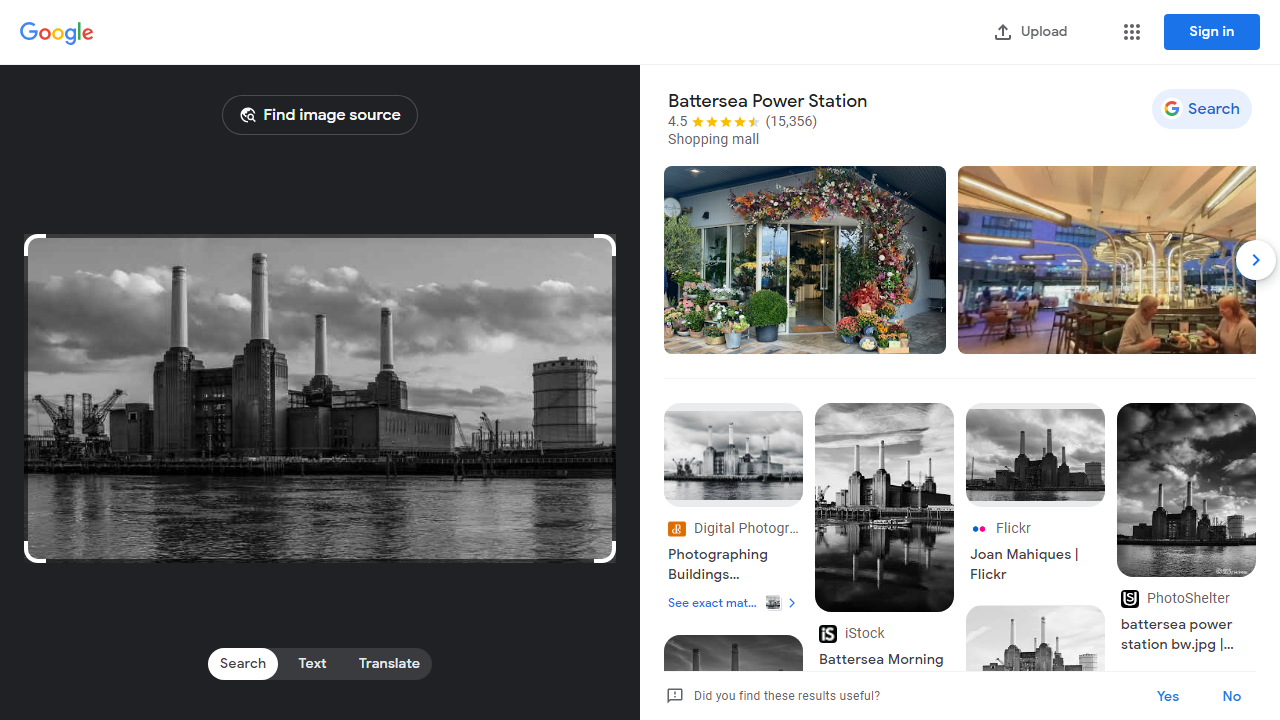 Google
Upload
Sign in
Find image source
Search
Text
Translate
Battersea Power Station
4.5 (15,356)
Shopping mall
Search
Digital Photogr...
Photographing
Buildings...
See exact mat...
iStock
Battersea Morning
Flickr
Joan Mahiques |
Flickr
PhotoShelter
battersea power
station bw.jpg |...
Did you find these results useful?
Yes
No